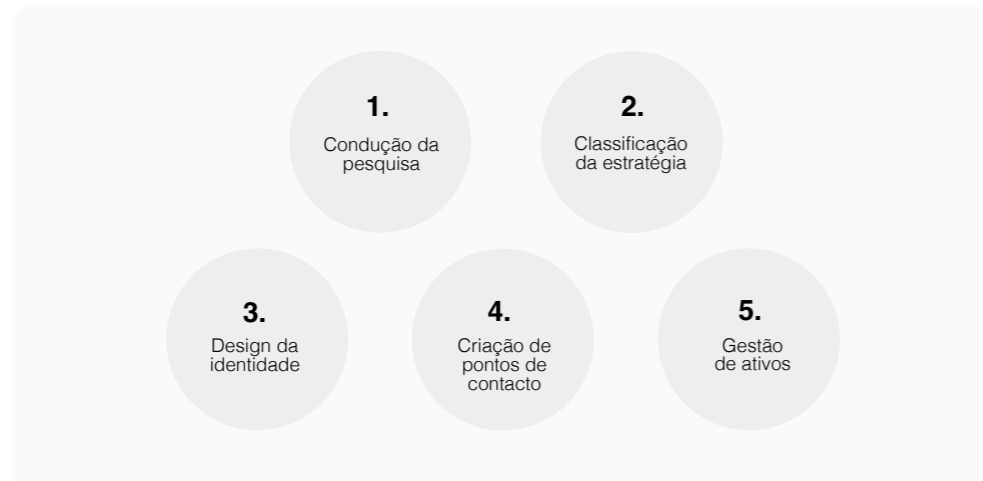 1.
Condução da
pesquisa
2.
Classificação
da estratégia
3.
Design da
identidade
4.
Criação de
pontos de
contacto
5.
Gestão
de ativos